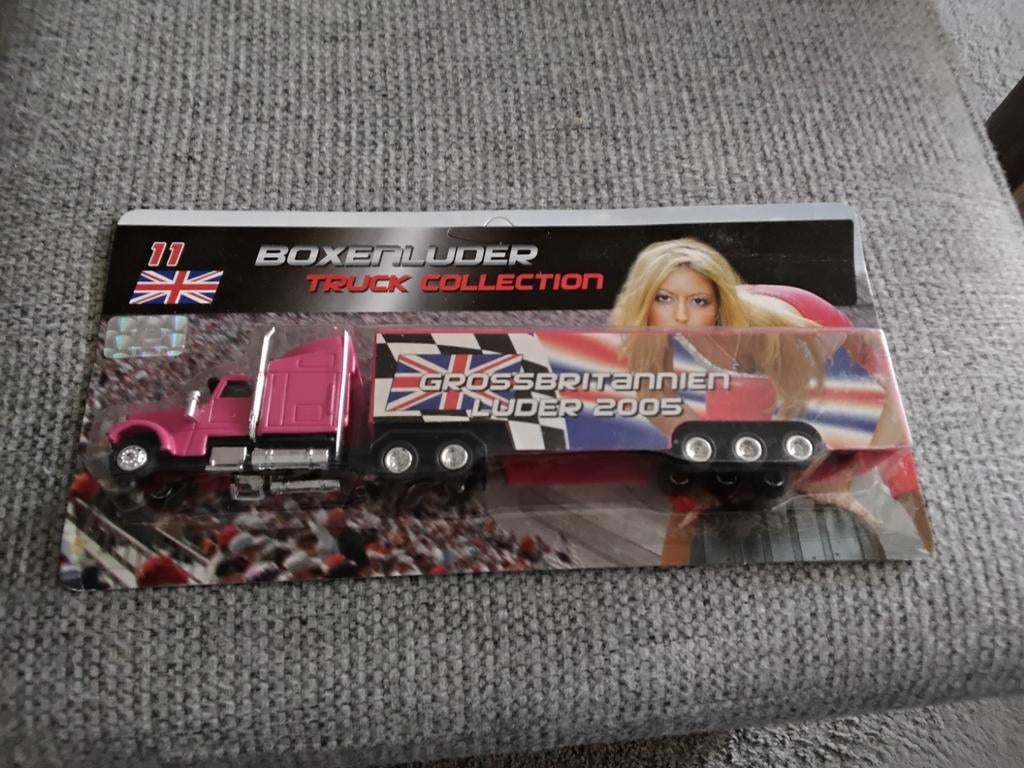 11
BOXENLUDER
TRUCK COLLECTION
GROSSBRITANNIEN
LUDER 2005